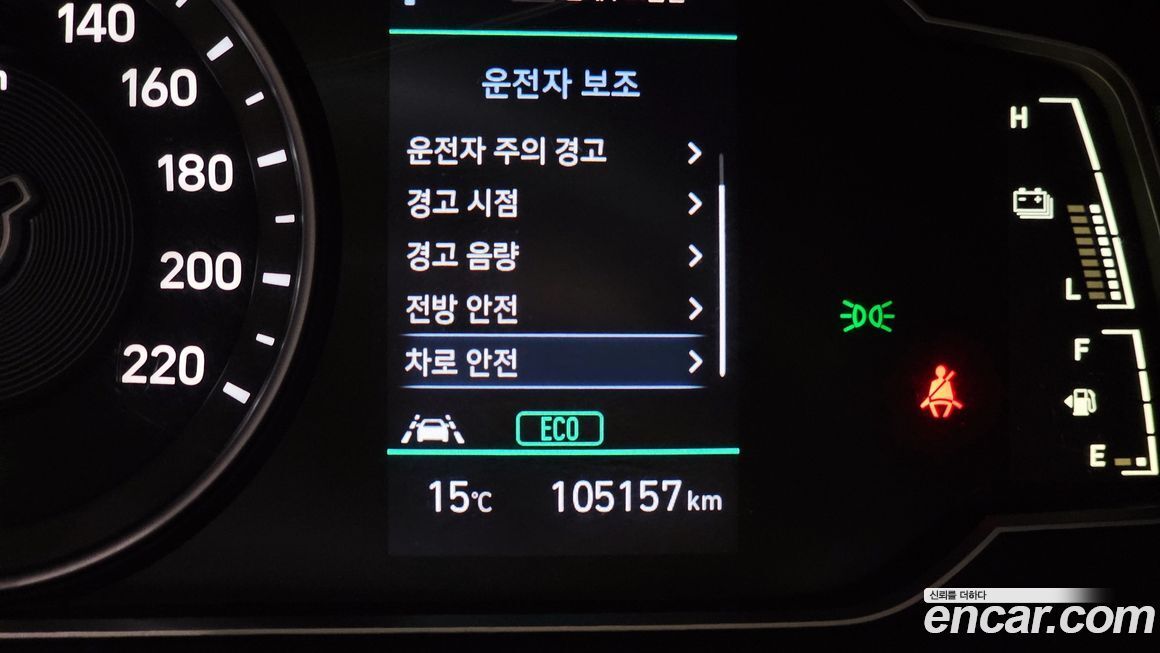 140
160
180
200
220
운전자 보조
운전자 주의 경고
경고 시점
경고 음량
전방 안전
차로 안전
ECO
15℃ 105157 km
H
L
F
E
신뢰를 더하다
encar.com